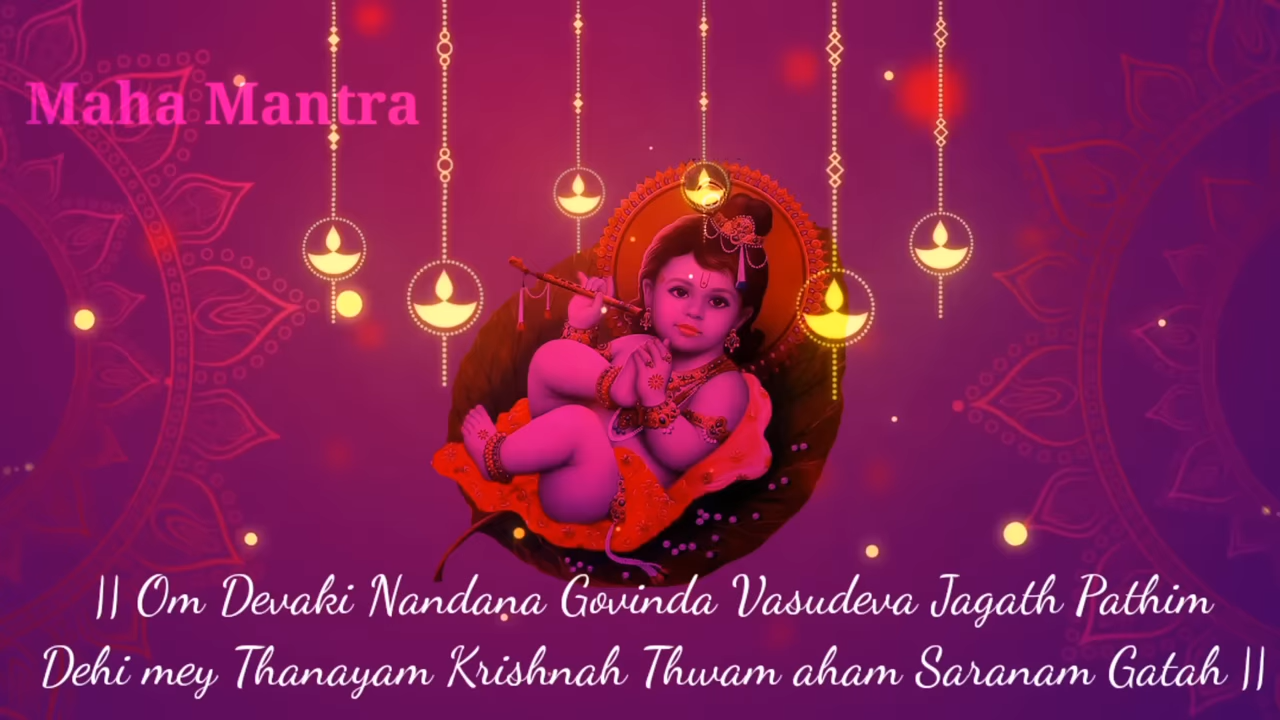 Maha Mantra
|| Om Devaki Nandana Govinda Vasudeva Jagath Pathim
Dehi mey Thanayam Krishnah Thwam aham Saranam Gatah ||